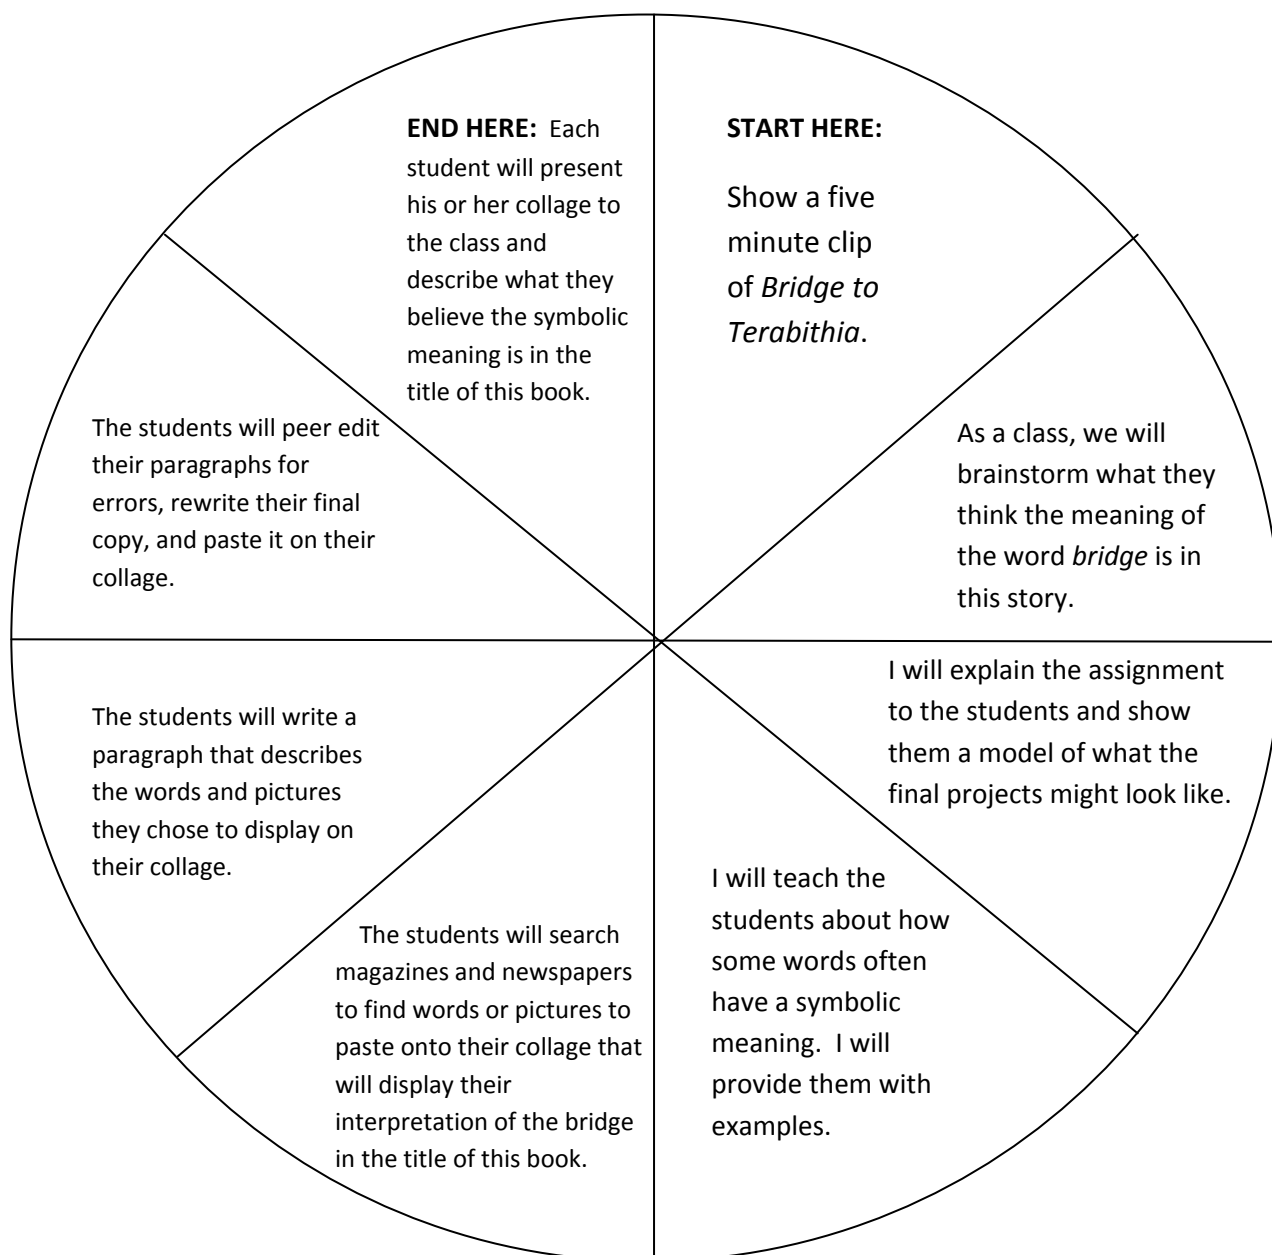 START HERE:
Show a five
minute clip
of Bridge to
Terabithia.
As a class, we will
brainstorm what they
think the meaning of
the word bridge is in
this story.
I will explain the assignment
to the students and show
them a model of what the
final projects might look like.
I will teach the
students about how
some words often
have a symbolic
meaning.  I will
provide them with
examples.
The students will search
magazines and newspapers
to find words or pictures to
paste onto their collage that
will display their
interpretation of the bridge
in the title of this book.
The students will write a
paragraph that describes
the words and pictures
they chose to display on
their collage.
The students will peer edit
their paragraphs for
errors, rewrite their final
copy, and paste it on their
collage.
END HERE:  Each
student will present
his or her collage to
the class and
describe what they
believe the symbolic
meaning is in the
title of this book.